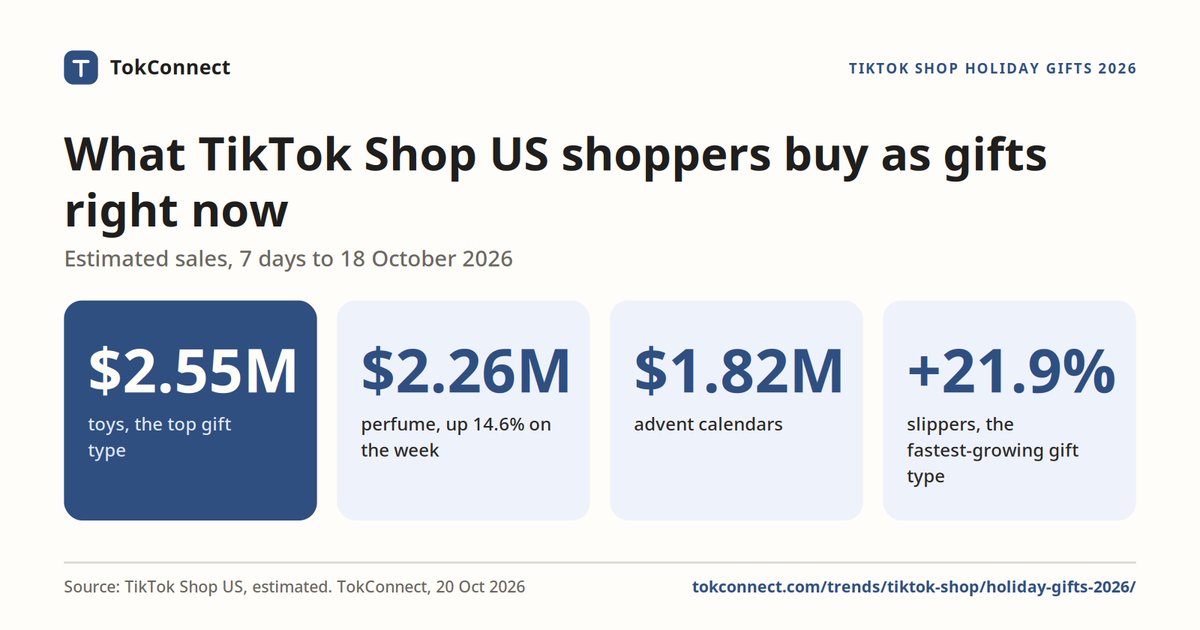 T TokConnect
TIKTOK SHOP HOLIDAY GIFTS 2026
What TikTok Shop US shoppers buy as gifts
right now
Estimated sales, 7 days to 18 October 2026
$2.55M
toys, the top gift
type
$2.26M
perfume, up 14.6% on
the week
$1.82M
advent calendars
+21.9%
slippers, the
fastest-growing gift
type
Source: TikTok Shop US, estimated. TokConnect, 20 Oct 2026
tokconnect.com/trends/tiktok-shop/holiday-gifts-2026/